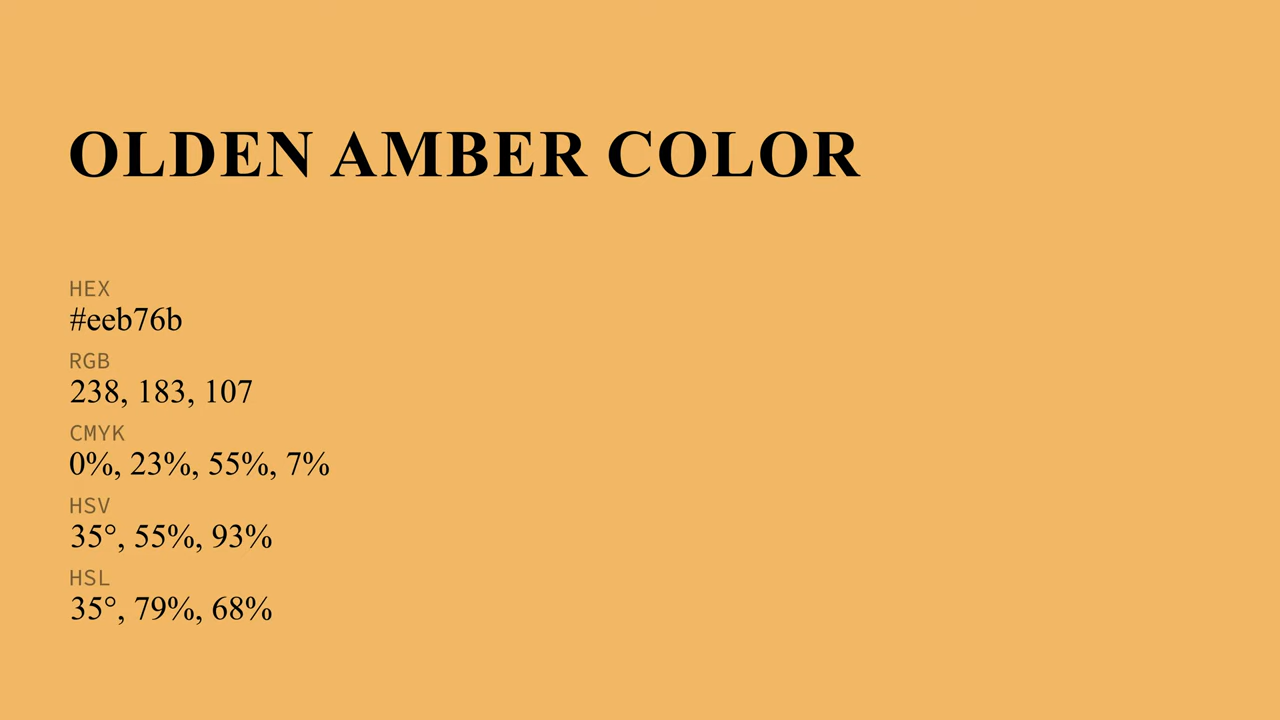 OLDEN AMBER COLOR
HEX
#eeb76b
RGB
238, 183, 107
CMYK
0%, 23%, 55%, 7%
HSV
35°, 55%, 93%
HSL
35°, 79%, 68%